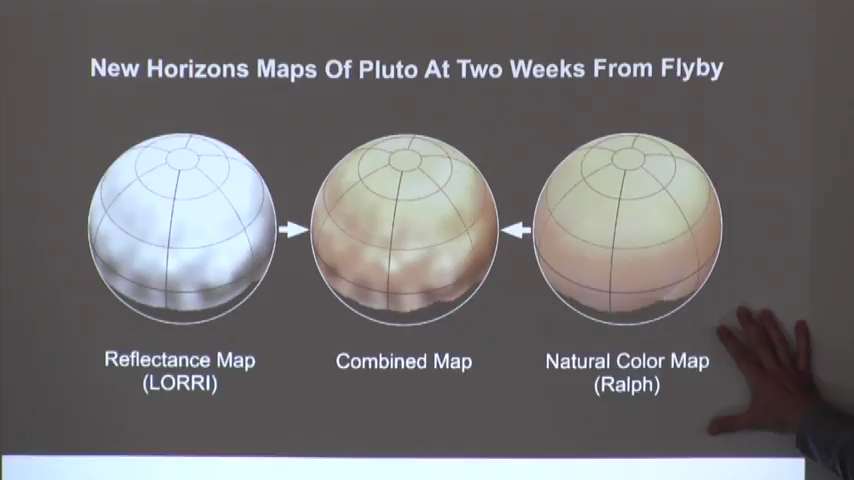 New Horizons Maps Of Pluto At Two Weeks From Flyby
Reflectance Map
(LORRI)
Combined Map
Natural Color Map
(Ralph)